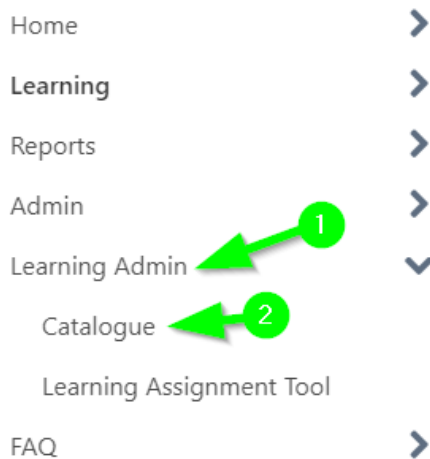 Home
Learning
Reports
Admin
1
Learning Admin
2
Catalogue
Learning Assignment Tool
FAQ